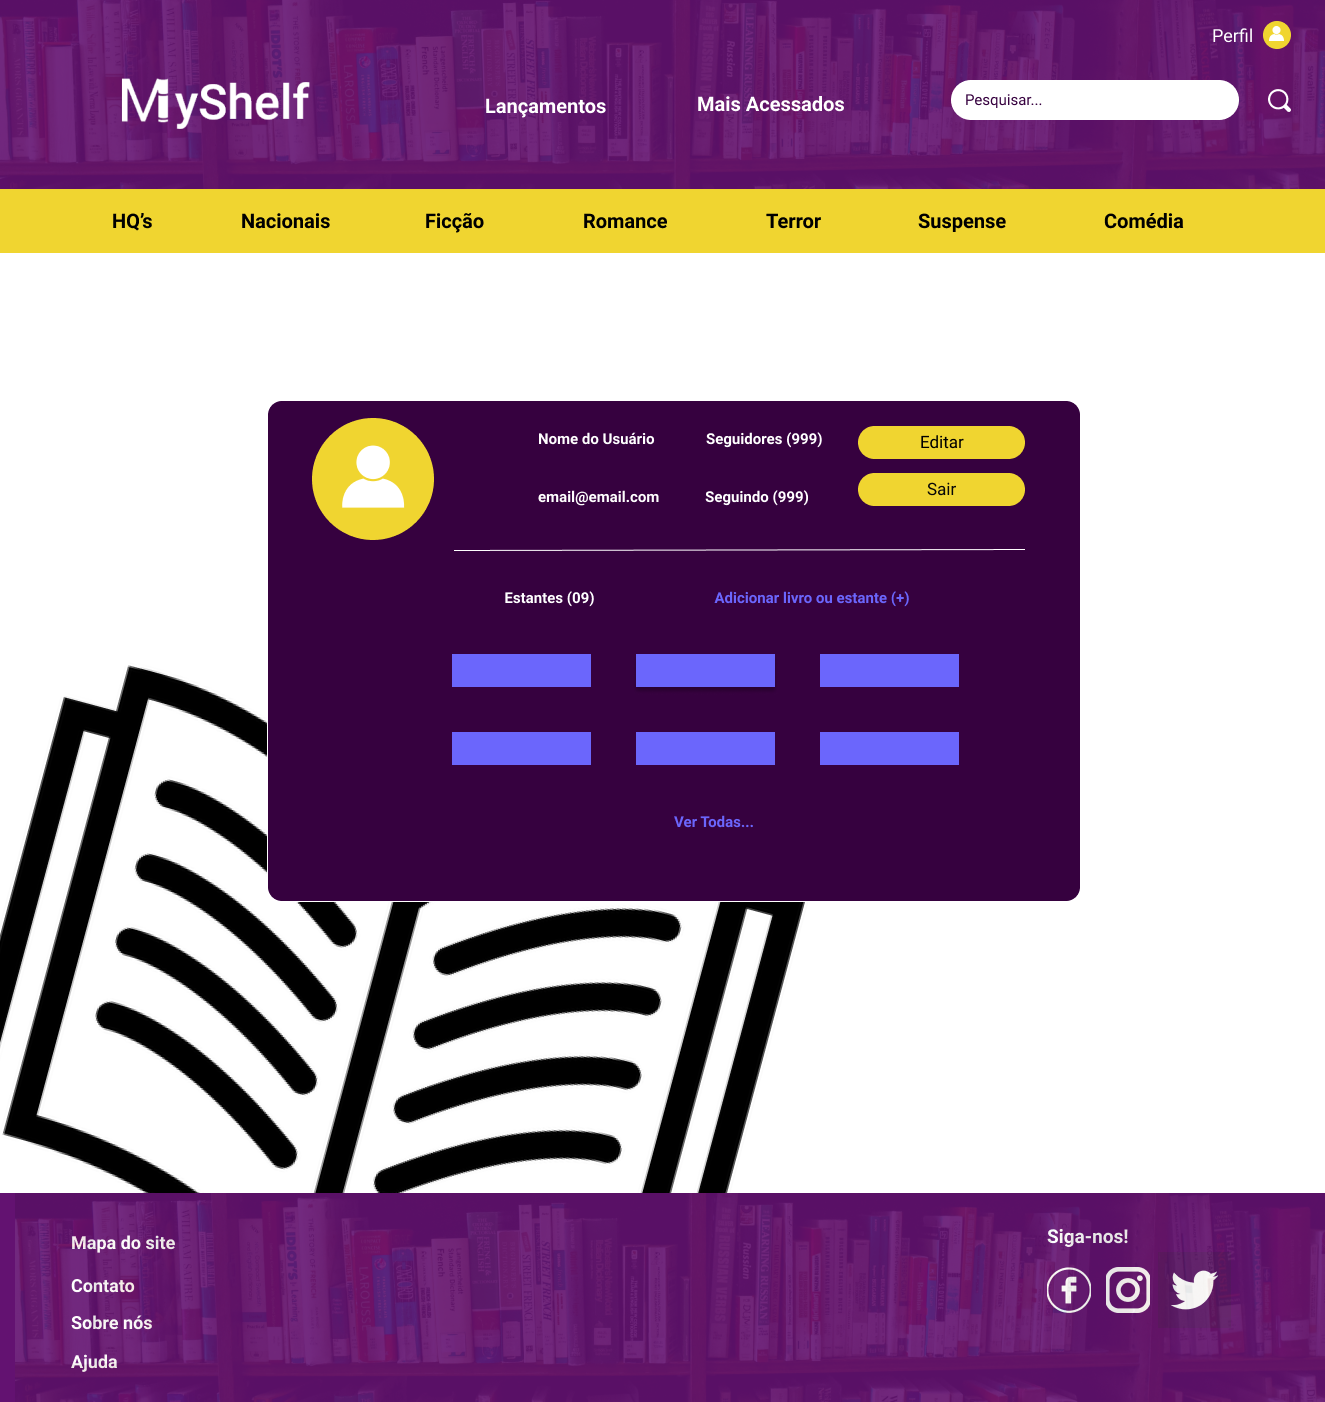 Perfil
MyShelf
Lançamentos
Mais Acessados
Pesquisar...
HQ’s
Nacionais
Ficção
Romance
Terror
Suspense
Comédia
Nome do Usuário
Seguidores (999)
Editar
email@email.com
Seguindo (999)
Sair
Estantes (09)
Adicionar livro ou estante (+)
Ver Todas...
Mapa do site
Contato
Sobre nós
Ajuda
Siga-nos!